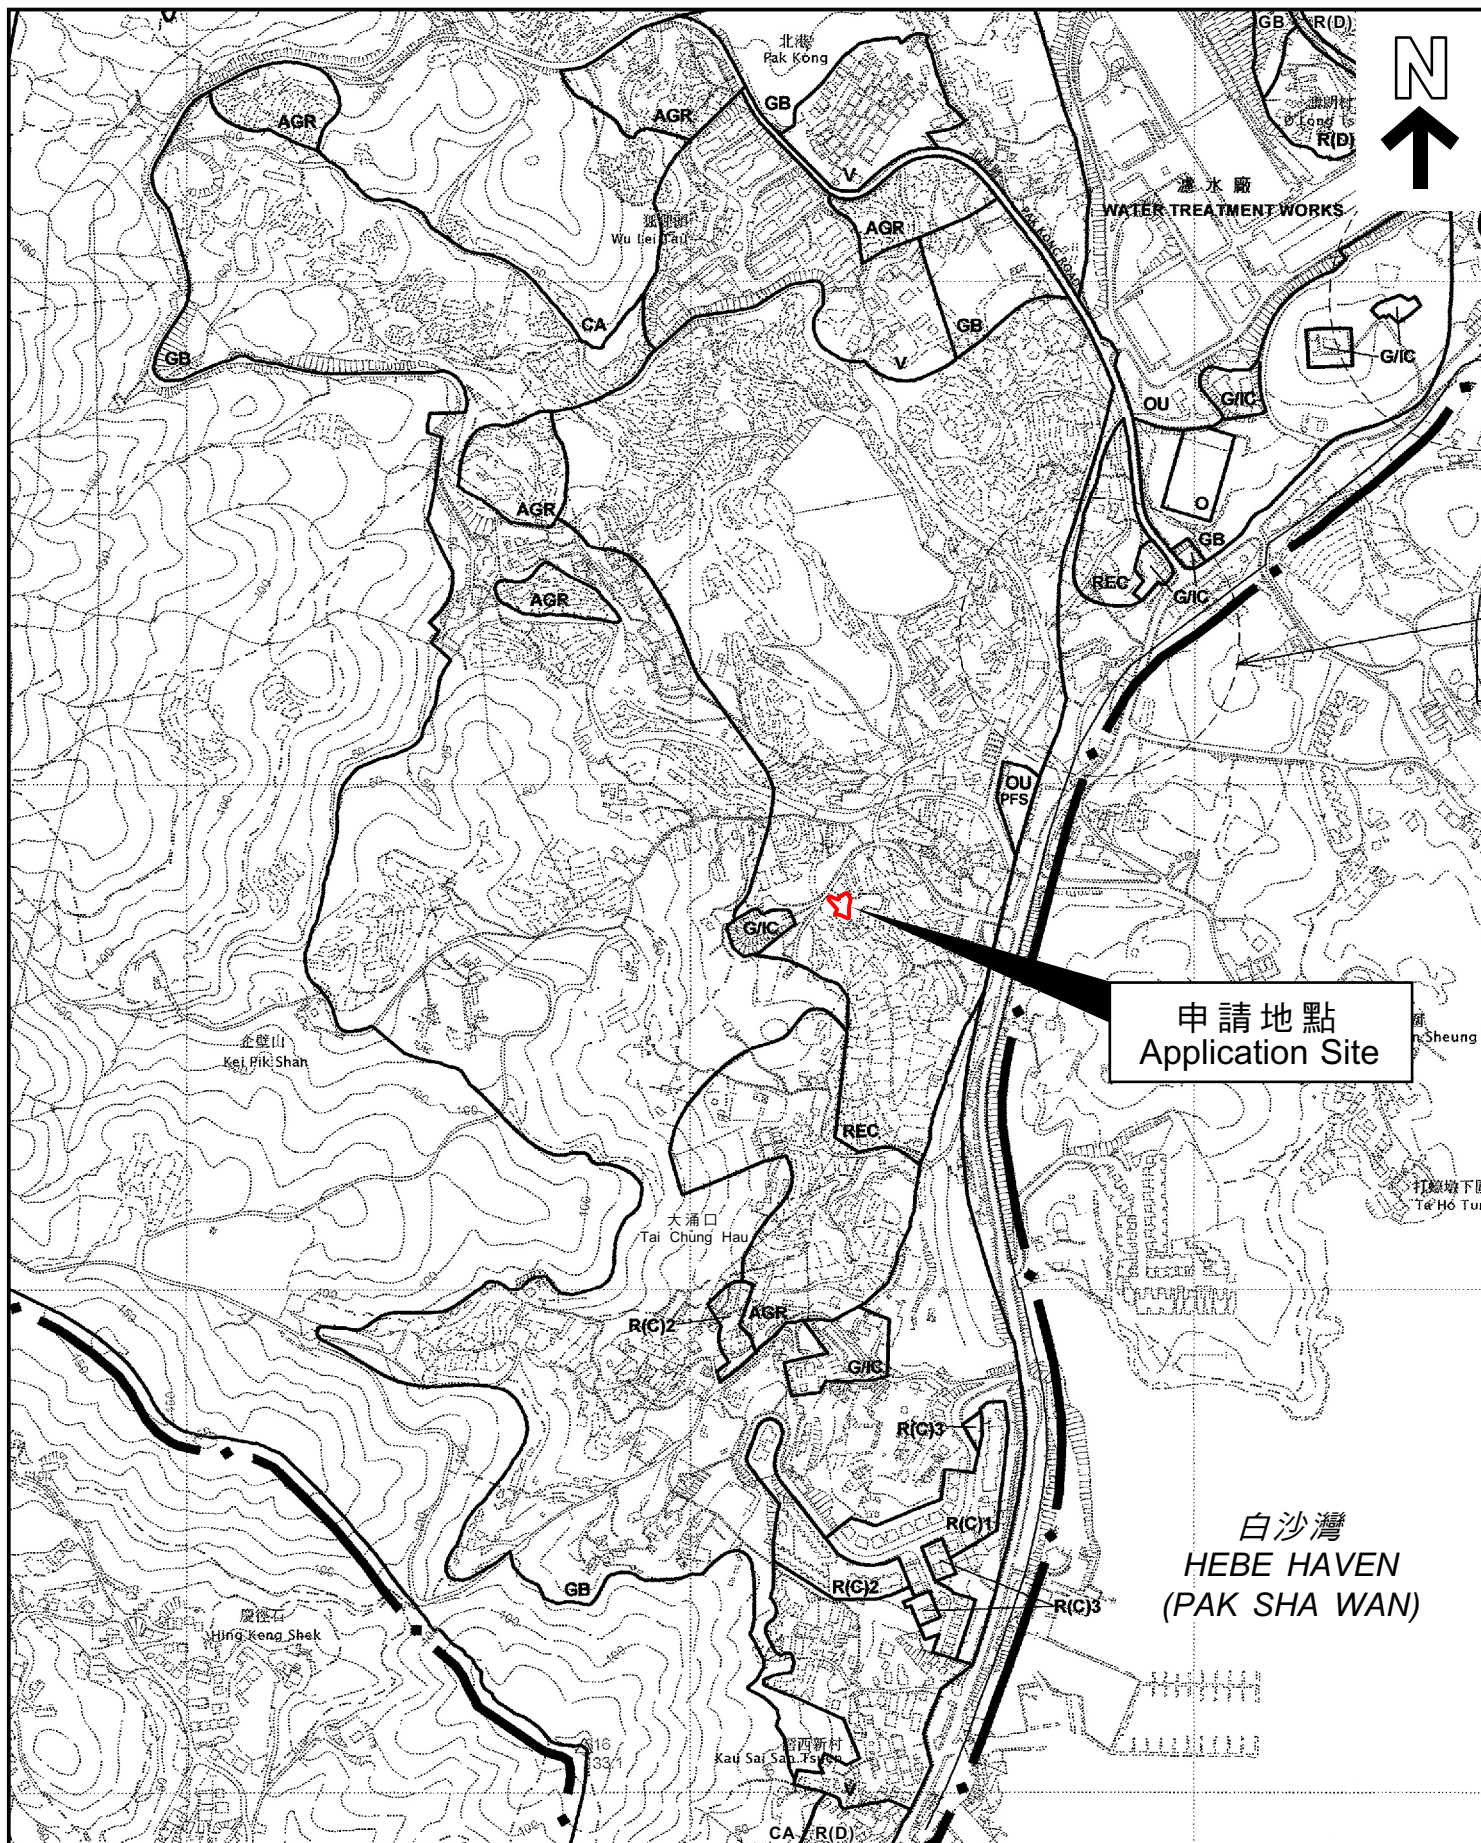 GB
R(D)
N
北港
Pak Kong
AGR
AGR
GB
R(D)
V
濾水廠
WATER TREATMENT WORKS
Wu Lei Tau
AGR
PAK KONG ROAD
CA
GB
GB
V
G/IC
OU
G/IC
AGR
O
GB
AGR
REC
G/IC
OU
PFS
G/IC
申請地點
Application Site
Sheung
企壁山
Kei Pik Shan
REC
大涌口
Tai Chung Hau
R(C)2
AGR
G/IC
R(C)3
R(C)1
白沙灣
HEBE HAVEN
(PAK SHA WAN)
GB
R(C)2
R(C)3
慶徑石
Hing Keng Shek
Kau Sai San Tsuen
V
CA
R(D)